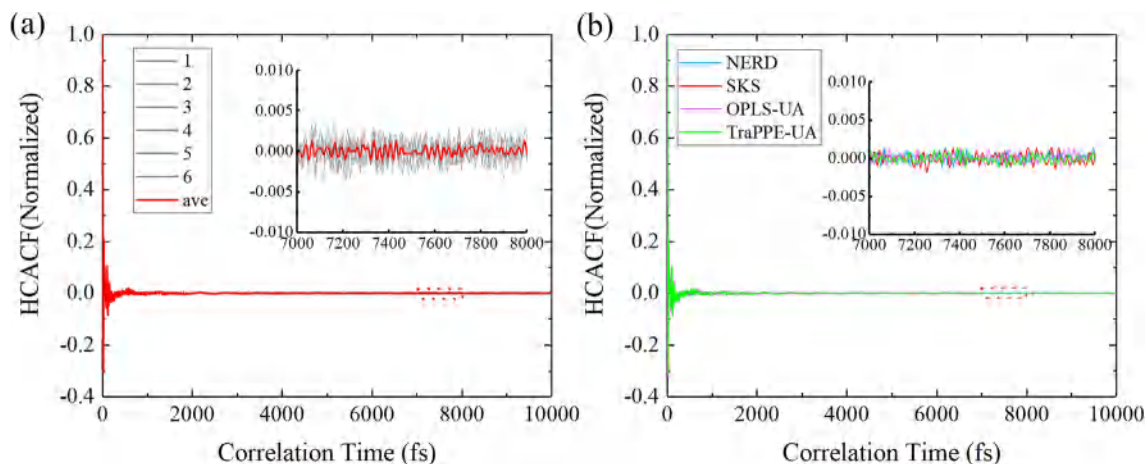 (a)
HCACF(Normalized)
1.0
0.8
0.6
0.4
0.2
0.0
-0.2
-0.4
1
2
3
4
5
6
ave
0.010
0.005
0.000
-0.005
-0.010
7000 7200 7400 7600 7800 8000
0 2000 4000 6000 8000 10000
Correlation Time (fs)
(b)
HCACF(Normalized)
1.0
0.8
0.6
0.4
0.2
0.0
-0.2
-0.4
NERD
SKS
OPLS-UA
TraPPE-UA
0.010
0.005
0.000
-0.005
-0.010
7000 7200 7400 7600 7800 8000
0 2000 4000 6000 8000 10000
Correlation Time (fs)